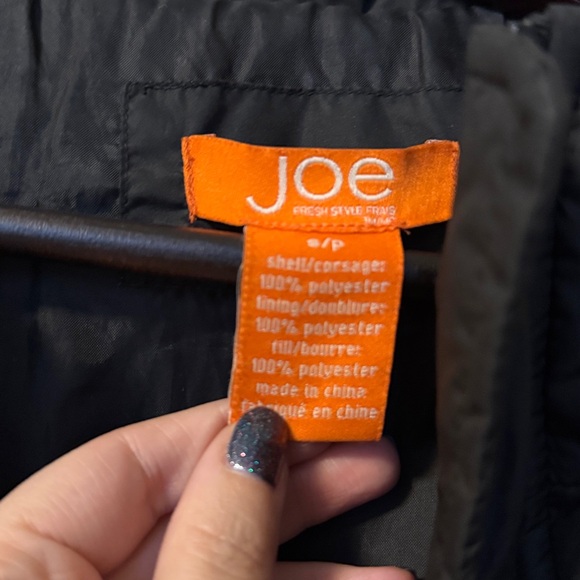 joe
FRESH STYLE FRAIS
s/p
shell/corsage:
100% polyester
lining/doublure:
100% polyester
fill/bourre:
100% polyester
made in china
fabriqué en chine